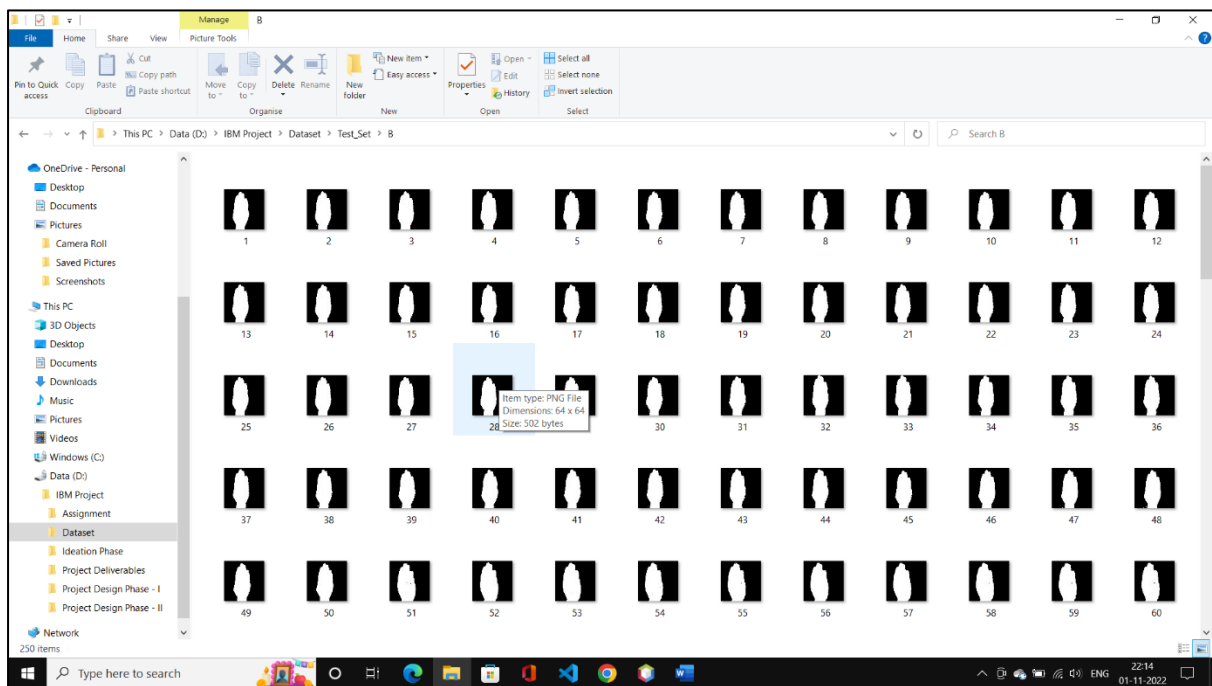 Manage B
File Home Share View Picture Tools
Pin to Quick access
Copy
Paste
Cut
Copy path
Paste shortcut
Clipboard
Move to
Copy to
Delete
Rename
Organise
New folder
New item
Easy access
New
Properties
Open
Edit
History
Open
Select all
Select none
Invert selection
Select
> This PC > Data (D:) > IBM Project > Dataset > Test_Set > B
Search B
OneDrive - Personal
Desktop
Documents
Pictures
Camera Roll
Saved Pictures
Screenshots
This PC
3D Objects
Desktop
Documents
Downloads
Music
Pictures
Videos
Windows (C:)
Data (D:)
IBM Project
Assignment
Dataset
Ideation Phase
Project Deliverables
Project Design Phase - I
Project Design Phase - II
Network
1 2 3 4 5 6 7 8 9 10 11 12
13 14 15 16 17 18 19 20 21 22 23 24
25 26 27 28 30 31 32 33 34 35 36
Item type: PNG File
Dimensions: 64 x 64
Size: 502 bytes
37 38 39 40 41 42 43 44 45 46 47 48
49 50 51 52 53 54 55 56 57 58 59 60
250 items
Type here to search
ENG
22:14
01-11-2022